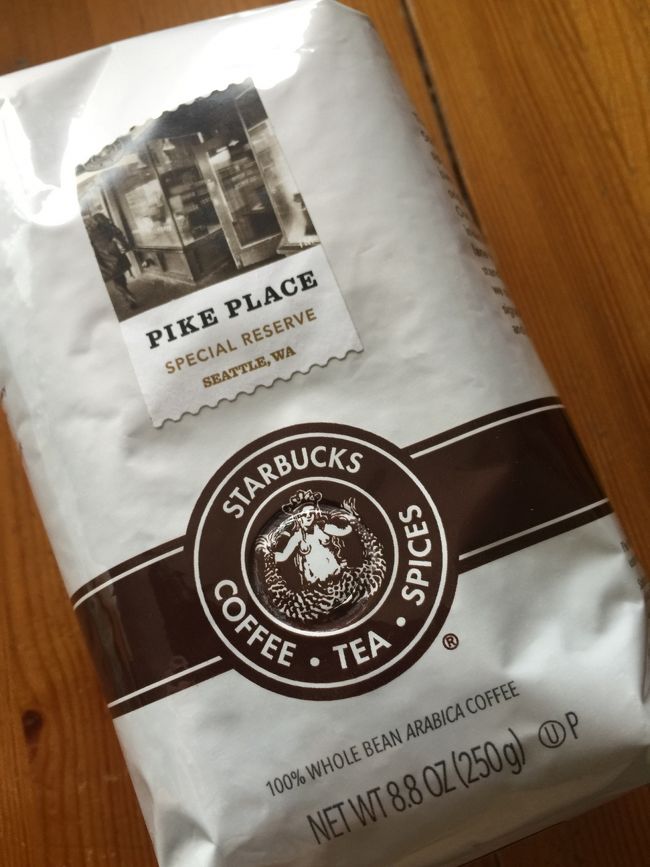 PIKE PLACE
SPECIAL RESERVE
SEATTLE, WA
STARBUCKS
COFFEE • TEA • SPICES
®
100% WHOLE BEAN ARABICA COFFEE
NET WT 8.8 OZ (250g) Ⓤ P